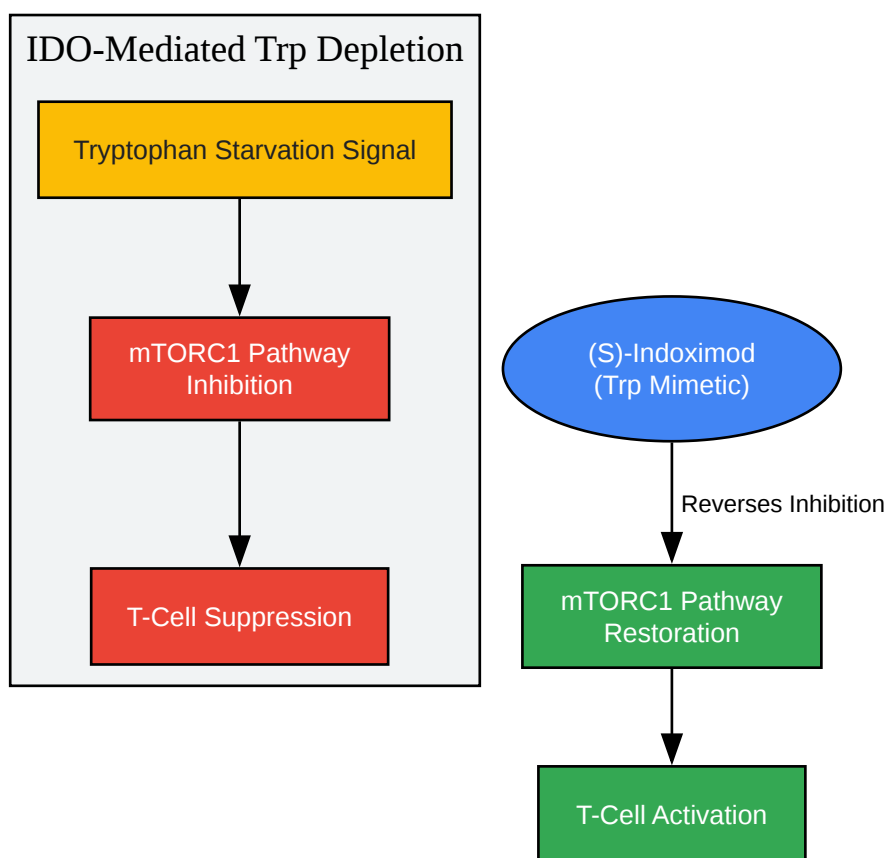 IDO-Mediated Trp Depletion
Tryptophan Starvation Signal
mTORC1 Pathway
Inhibition
T-Cell Suppression
(S)-Indoximod
(Trp Mimetic)
Reverses Inhibition
mTORC1 Pathway
Restoration
T-Cell Activation